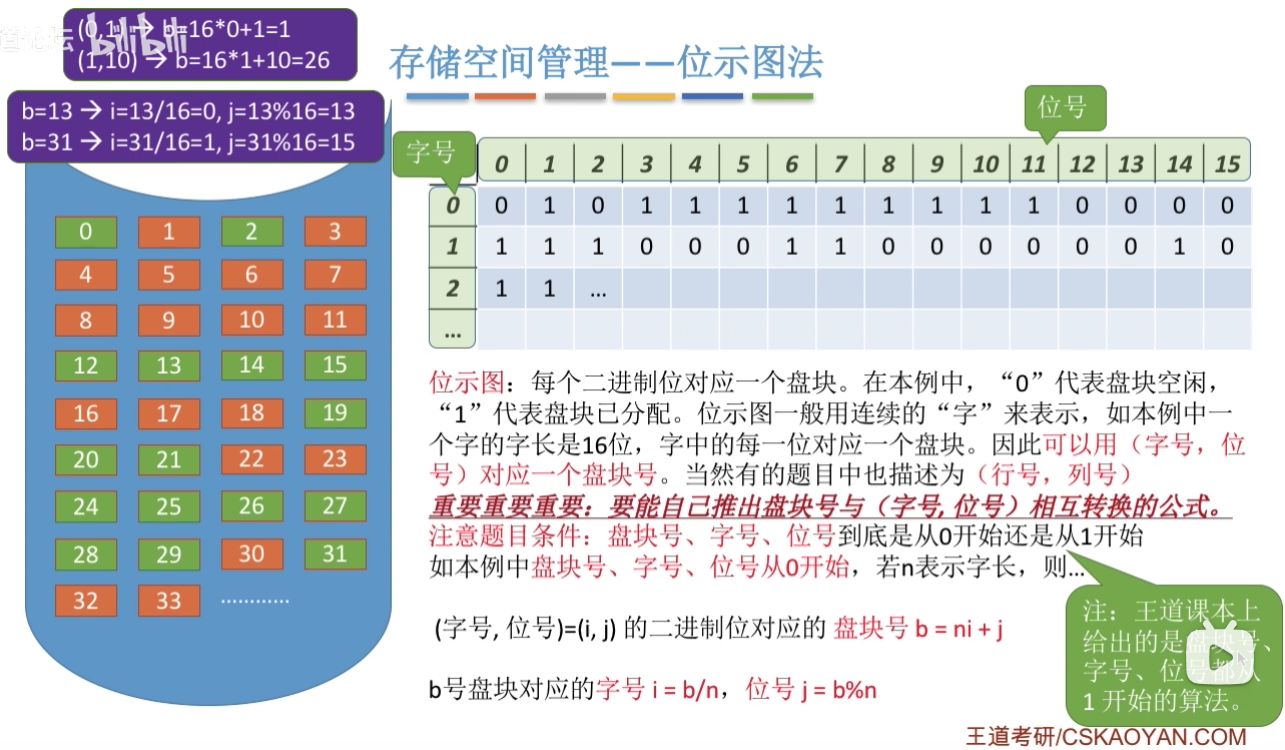 (0,1) → b=16*0+1=1
(1,10) → b=16*1+10=26
bilibili
存储空间管理——位示图法
b=13 → i=13/16=0, j=13%16=13
b=31 → i=31/16=1, j=31%16=15
位号
字号
0 1 2 3 4 5 6 7 8 9 10 11 12 13 14 15
0 0 1 0 1 1 1 1 1 1 1 1 1 0 0 0 0
1 1 1 1 0 0 0 1 1 0 0 0 0 0 0 1 0
2 1 1 …
…
0 1 2 3
4 5 6 7
8 9 10 11
12 13 14 15
16 17 18 19
20 21 22 23
24 25 26 27
28 29 30 31
32 33 …………
位示图：每个二进制位对应一个盘块。在本例中，“0”代表盘块空闲，
“1”代表盘块已分配。位示图一般用连续的“字”来表示，如本例中一
个字的字长是16位，字中的每一位对应一个盘块。因此可以用（字号，位
号）对应一个盘块号。当然有的题目中也描述为（行号，列号）
重要重要重要：要能自己推出盘块号与（字号, 位号）相互转换的公式。
注意题目条件：盘块号、字号、位号到底是从0开始还是从1开始
如本例中盘块号、字号、位号从0开始，若n表示字长，则…
(字号, 位号)=(i, j) 的二进制位对应的 盘块号 b = ni + j
b号盘块对应的字号 i = b/n，位号 j = b%n
注：王道课本上
给出的是盘块号、
字号、位号都从
1 开始的算法。
王道考研/CSKAOYAN.COM